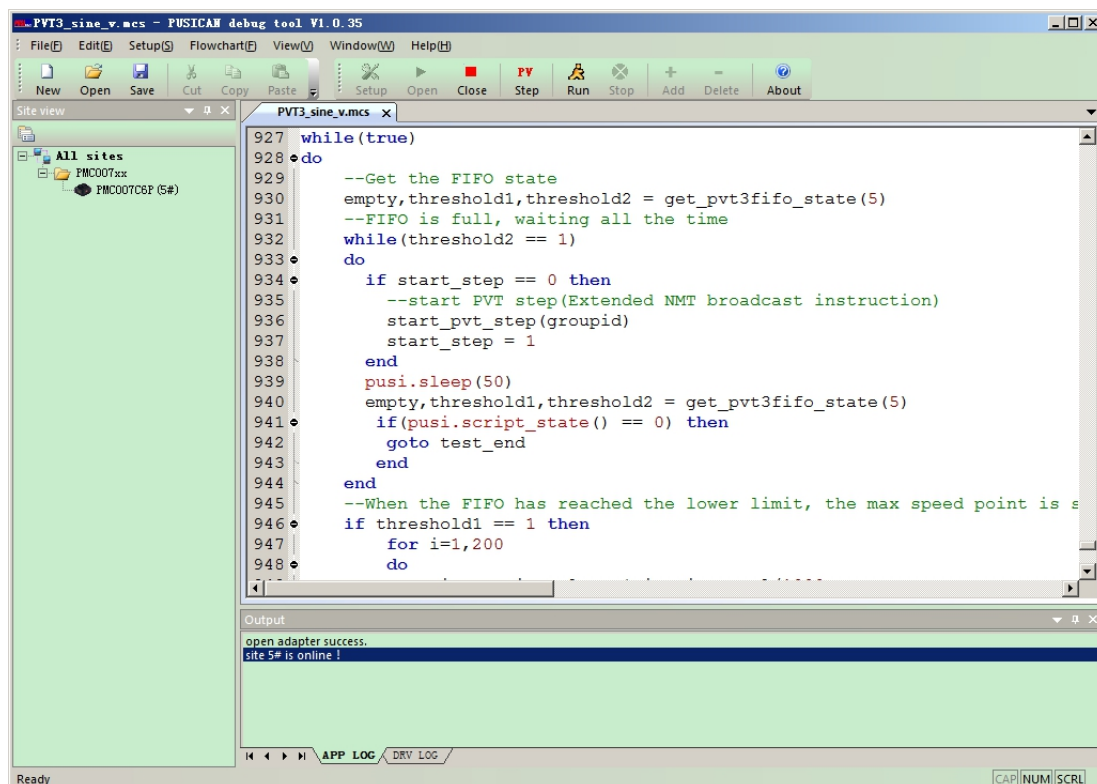 PVT3_sine_v.mcs - PUSICAN debug tool V1.0.35
File(F) Edit(E) Setup(S) Flowchart(F) View(V) Window(W) Help(H)
New Open Save Cut Copy Paste Setup Open Close Step Run Stop Add Delete About
PV
Site view
All sites
PMC007xx
PMC007C6P (5#)
PVT3_sine_v.mcs
927 while(true)
928 do
929 --Get the FIFO state
930 empty,threshold1,threshold2 = get_pvt3fifo_state(5)
931 --FIFO is full, waiting all the time
932 while(threshold2 == 1)
933 do
934 if start_step == 0 then
935 --start PVT step(Extended NMT broadcast instruction)
936 start_pvt_step(groupid)
937 start_step = 1
938 end
939 pusi.sleep(50)
940 empty,threshold1,threshold2 = get_pvt3fifo_state(5)
941 if(pusi.script_state() == 0) then
942 goto test_end
943 end
944 end
945 --When the FIFO has reached the lower limit, the max speed point is s
946 if threshold1 == 1 then
947 for i=1,200
948 do
Output
open adapter success.
site 5# is online !
APP LOG DRV LOG
Ready CAP NUM SCRL